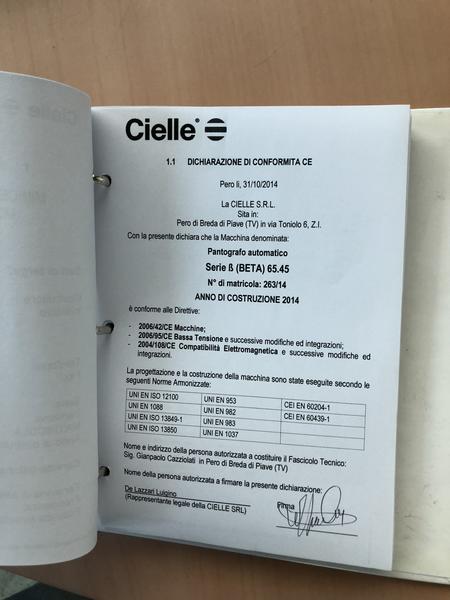 Cielle®
1.1 DICHIARAZIONE DI CONFORMITA CE
Pero li, 31/10/2014
La CIELLE S.R.L.
Sita in:
Pero di Breda di Piave (TV) in via Toniolo 6, Z.I.
Con la presente dichiara che la Macchina denominata:
Pantografo automatico
Serie ß (BETA) 65.45
N° di matricola: 263/14
ANNO DI COSTRUZIONE 2014
è conforme alle Direttive:
- 2006/42/CE Macchine;
- 2006/95/CE Bassa Tensione e successive modifiche ed integrazioni;
- 2004/108/CE Compatibilità Elettromagnetica e successive modifiche ed
integrazioni.
La progettazione e la costruzione della macchina sono state eseguite secondo le
seguenti Norme Armonizzate:
UNI EN ISO 12100 UNI EN 953 CEI EN 60204-1
UNI EN 1088 UNI EN 982 CEI EN 60439-1
UNI EN ISO 13849-1 UNI EN 983
UNI EN ISO 13850 UNI EN 1037
Nome e indirizzo della persona autorizzata a costituire il Fascicolo Tecnico:
Sig. Gianpaolo Cazziolati in Pero di Breda di Piave (TV)
Nome della persona autorizzata a firmare la presente dichiarazione:
De Lazzari Luigino Firma
(Rappresentante legale della CIELLE SRL)